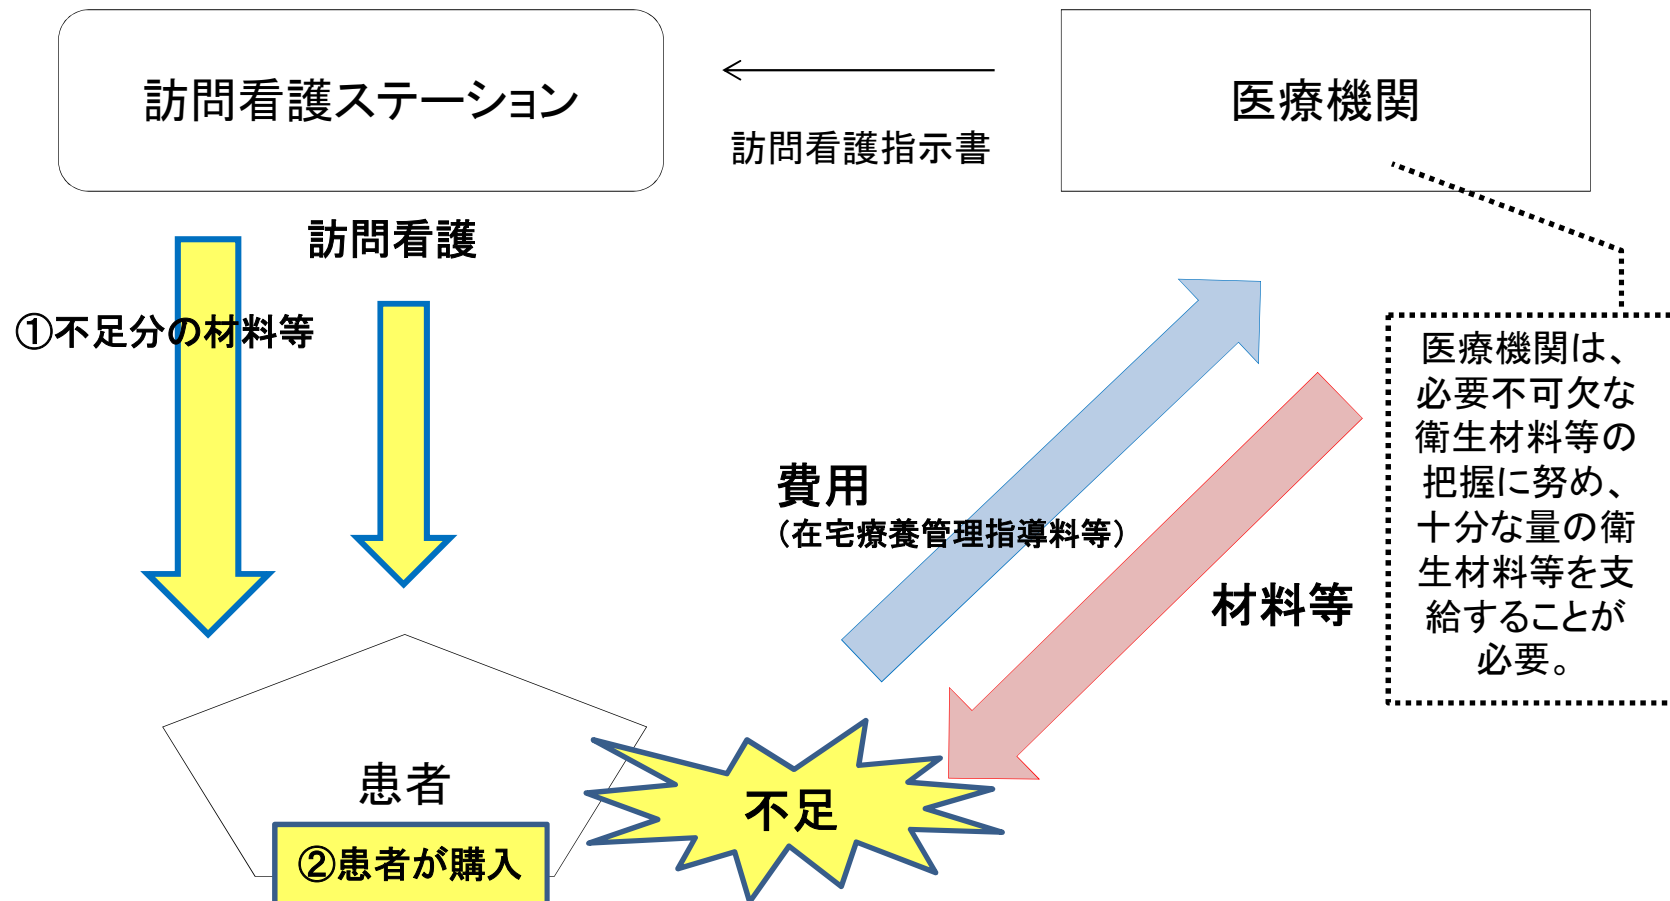 訪問看護ステーション
医療機関
訪問看護指示書
訪問看護
①不足分の材料等
費用
（在宅療養管理指導料等）
材料等
医療機関は、
必要不可欠な
衛生材料等の
把握に努め、
十分な量の衛
生材料等を支
給することが
必要。
患者
不足
②患者が購入